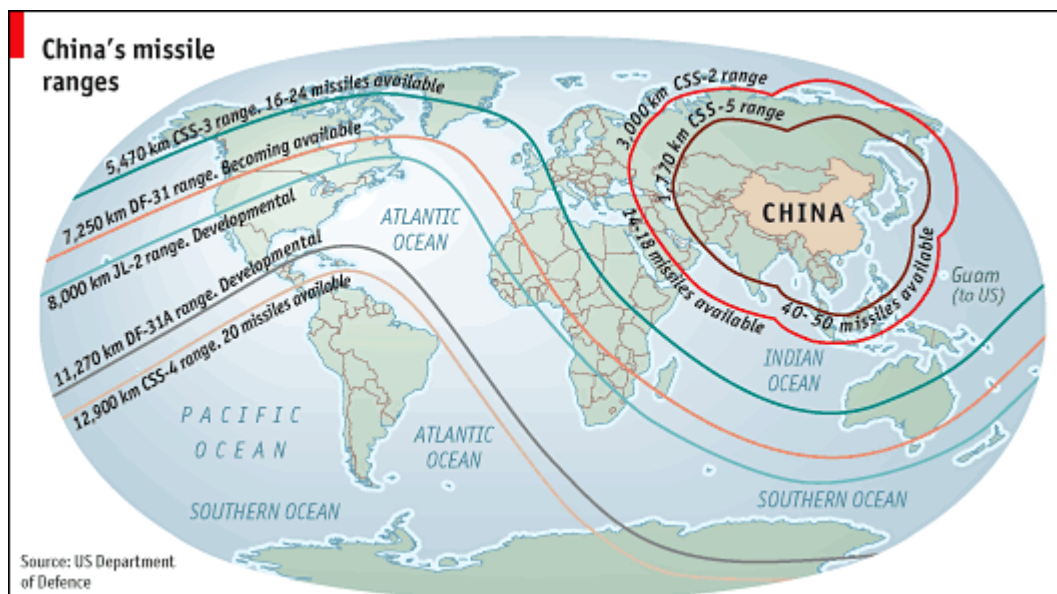 China's missile
ranges
5,470 km CSS-3 range. 16-24 missiles available
7,250 km DF-31 range. Becoming available
8,000 km JL-2 range. Developmental
11,270 km DF-31A range. Developmental
12,900 km CSS-4 range. 20 missiles available
3,000 km CSS-2 range
14-18 missiles available
1,770 km CSS-5 range
40-50 missiles available
CHINA
ATLANTIC
OCEAN
Guam
(to US)
INDIAN
OCEAN
PACIFIC
OCEAN
ATLANTIC
OCEAN
SOUTHERN OCEAN
SOUTHERN OCEAN
Source: US Department
of Defence